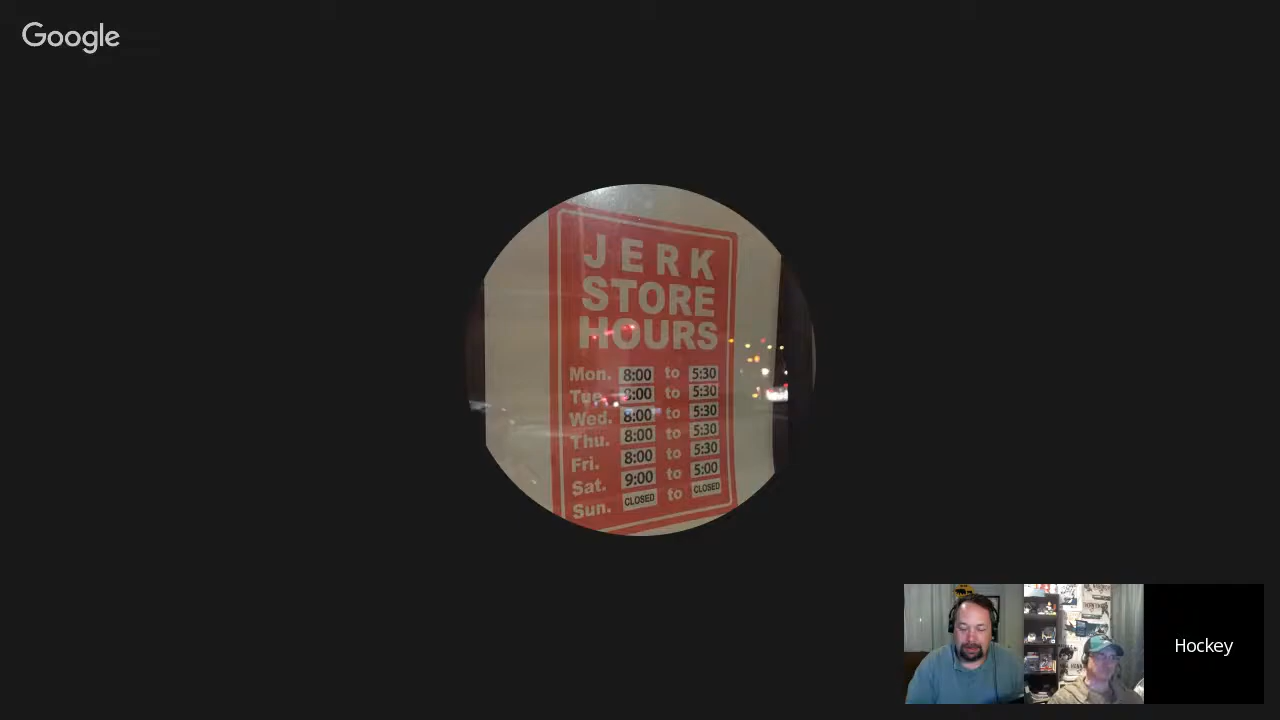 Google
JERK
STORE
HOURS
Mon. 8:00 to 5:30
Tue. 8:00 to 5:30
Wed. 8:00 to 5:30
Thu. 8:00 to 5:30
Fri. 8:00 to 5:30
Sat. 9:00 to 5:00
Sun. CLOSED to CLOSED
Hockey